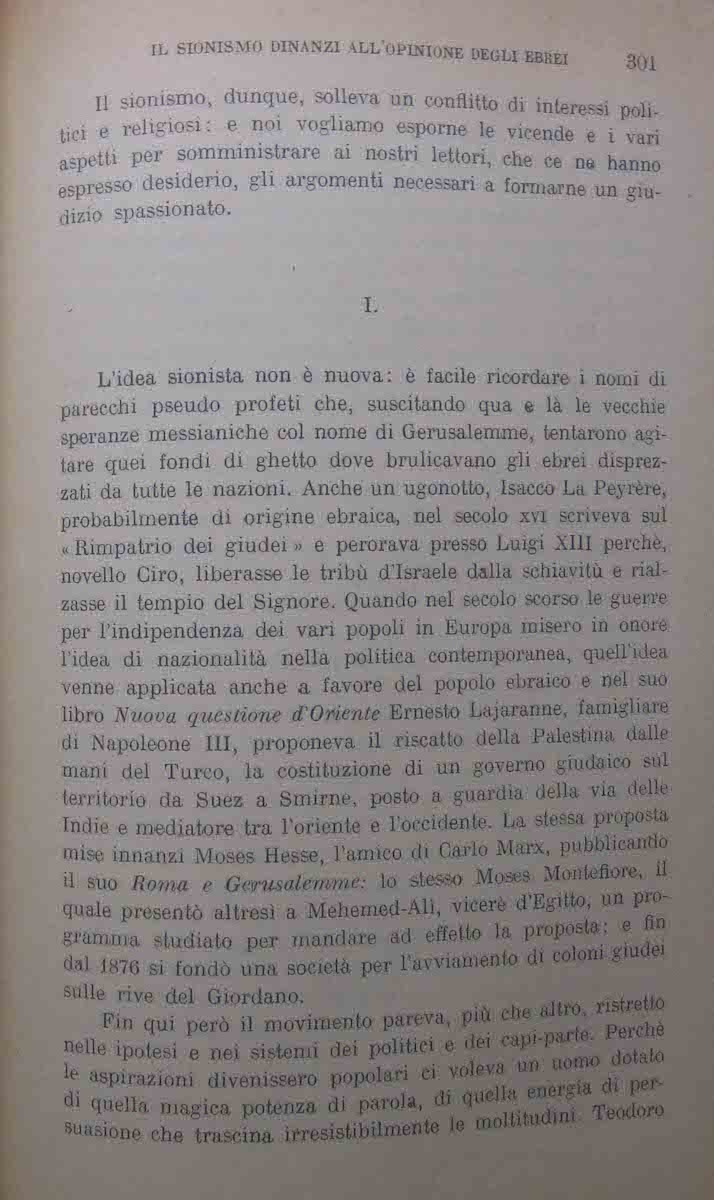 IL SIONISMO DINANZI ALL'OPINIONE DEGLI EBREI 301
Il sionismo, dunque, solleva un conflitto di interessi poli-
tici e religiosi: e noi vogliamo esporne le vicende e i vari
aspetti per somministrare ai nostri lettori, che ce ne hanno
espresso desiderio, gli argomenti necessari a formarne un giu-
dizio spassionato.
I.
L'idea sionista non è nuova: è facile ricordare i nomi di
parecchi pseudo profeti che, suscitando qua e là le vecchie
speranze messianiche col nome di Gerusalemme, tentarono agi-
tare quei fondi di ghetto dove brulicavano gli ebrei disprez-
zati da tutte le nazioni. Anche un ugonotto, Isacco La Peyrère,
probabilmente di origine ebraica, nel secolo XVI scriveva sul
« Rimpatrio dei giudei » e perorava presso Luigi XIII perchè,
novello Ciro, liberasse le tribù d'Israele dalla schiavitù e rial-
zasse il tempio del Signore. Quando nel secolo scorso le guerre
per l'indipendenza dei vari popoli in Europa misero in onore
l'idea di nazionalità nella politica contemporanea, quell'idea
venne applicata anche a favore del popolo ebraico e nel suo
libro Nuova questione d'Oriente Ernesto Lajaranne, famigliare
di Napoleone III, proponeva il riscatto della Palestina dalle
mani del Turco, la costituzione di un governo giudaico sul
territorio da Suez a Smirne, posto a guardia della via delle
Indie e mediatore tra l'oriente e l'occidente. La stessa proposta
mise innanzi Moses Hesse, l'amico di Carlo Marx, pubblicando
il suo Roma e Gerusalemme: lo stesso Moses Montefiore, il
quale presentò altresì a Mehemed-Alì, vicerè d'Egitto, un pro-
gramma studiato per mandare ad effetto la proposta; e fin
dal 1876 si fondò una società per l'avviamento di coloni giudei
sulle rive del Giordano.
Fin qui però il movimento pareva, più che altro, ristretto
nelle ipotesi e nei sistemi dei politici e dei capi-parte. Perchè
le aspirazioni divenissero popolari ci voleva un uomo dotato
di quella magica potenza di parola, di quella energia di per-
suasione che trascina irresistibilmente le moltitudini. Teodoro